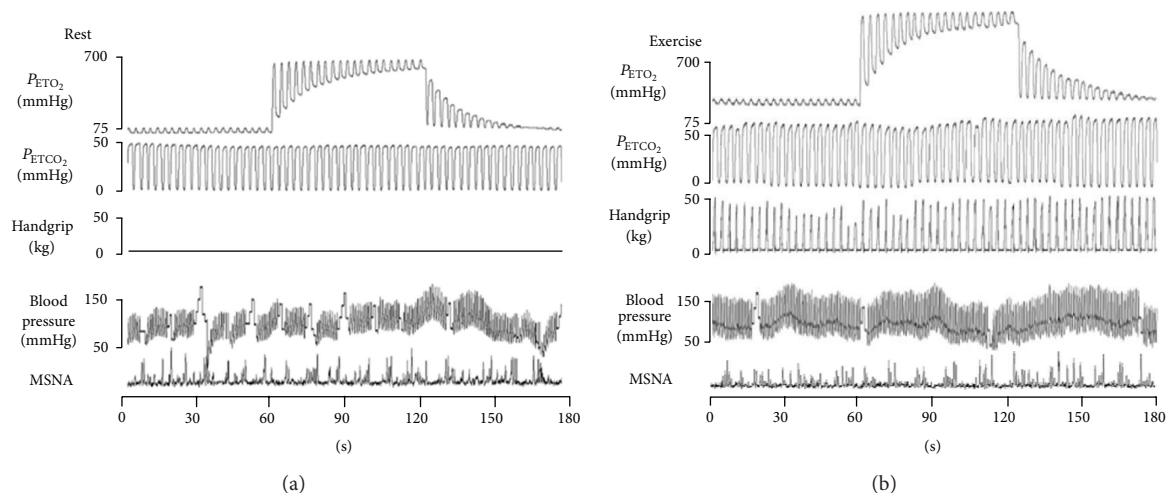 Rest
700
P_ETO₂
(mmHg)
75
50
P_ETCO₂
(mmHg)
0
50
Handgrip
(kg)
0
150
Blood
pressure
(mmHg)
50
MSNA
0 30 60 90 120 150 180
(s)
(a)
Exercise
700
P_ETO₂
(mmHg)
75
50
P_ETCO₂
(mmHg)
0
50
Handgrip
(kg)
0
150
Blood
pressure
(mmHg)
50
MSNA
0 30 60 90 120 150 180
(s)
(b)